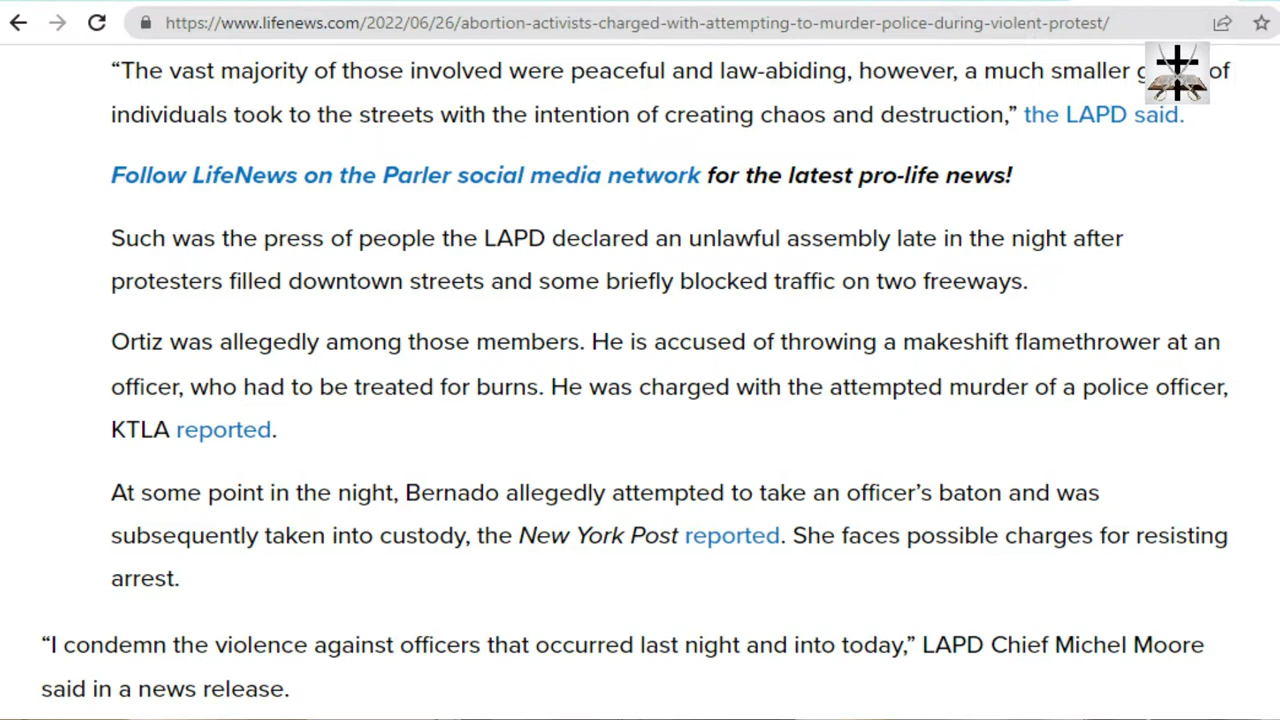 https://www.lifenews.com/2022/06/26/abortion-activists-charged-with-attempting-to-murder-police-during-violent-protest/
“The vast majority of those involved were peaceful and law-abiding, however, a much smaller of
individuals took to the streets with the intention of creating chaos and destruction,” the LAPD said.
Follow LifeNews on the Parler social media network for the latest pro-life news!
Such was the press of people the LAPD declared an unlawful assembly late in the night after
protesters filled downtown streets and some briefly blocked traffic on two freeways.
Ortiz was allegedly among those members. He is accused of throwing a makeshift flamethrower at an
officer, who had to be treated for burns. He was charged with the attempted murder of a police officer,
KTLA reported.
At some point in the night, Bernado allegedly attempted to take an officer’s baton and was
subsequently taken into custody, the New York Post reported. She faces possible charges for resisting
arrest.
“I condemn the violence against officers that occurred last night and into today,” LAPD Chief Michel Moore
said in a news release.